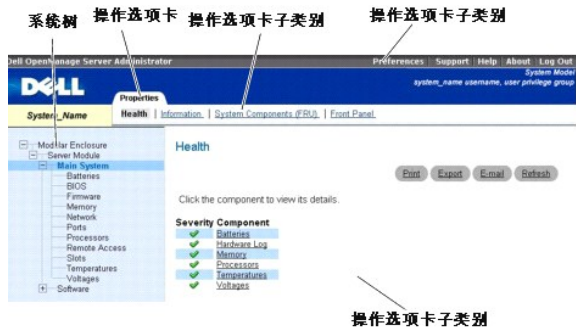 系统树 操作选项卡 操作选项卡子类别 操作选项卡子类别
Dell OpenManage Server Administrator Preferences Support Help About Log Out
System Model
system_name username, user privilege group
DELL
Properties
System_Name Health Information System Components (FRU) Front Panel
Modular Enclosure
Server Module
Main System
Batteries
BIOS
Firmware
Memory
Network
Ports
Processors
Remote Access
Slots
Temperatures
Voltages
Software
Health
Print Export E-mail Refresh
Click the component to view its details.
Severity Component
Batteries
Hardware Log
Memory
Processors
Temperatures
Voltages
操作选项卡子类别